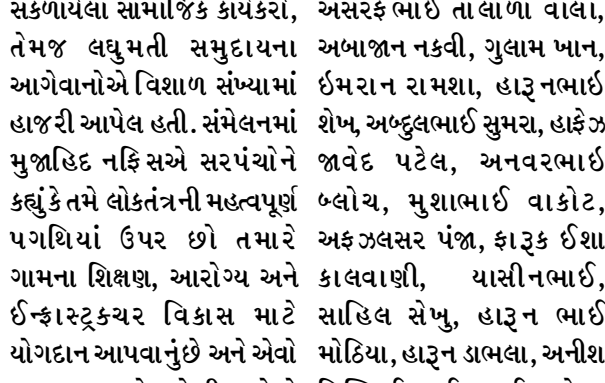 સંકળાયેલા સામાજિક કાર્યકરો,
તેમજ લઘુમતી સમુદાયના
આગેવાનોએ વિશાળ સંખ્યામાં
હાજરી આપેલ હતી. સંમેલનમાં
મુજાહિદ નફિસએ સરપંચોને
કહ્યું કે તમે લોકતંત્રની મહત્વપૂર્ણ
પગથિયાં ઉપર છો તમારે
ગામના શિક્ષણ, આરોગ્ય અને
ઈન્ફ્રાસ્ટ્રક્ચર વિકાસ માટે
યોગદાન આપવાનું છે અને એવો
અસરફ ભાઇ તાલાળા વાલા,
અબાજાન નકવી, ગુલામ ખાન,
ઇમરાન રામશા, હારૂનભાઇ
શેખ, અબ્દુલભાઈ સુમરા, હાફેઝ
જાવેદ પટેલ, અનવરભાઇ
બ્લોચ, મુશાભાઈ વાકોટ,
અફઝલસર પંજા, ફારૂક ઈશા
કાલવાણી, યાસીનભાઈ,
સાહિલ સેખુ, હારૂન ભાઈ
મોઠિયા, હારૂન ડાભલા, અનીશ